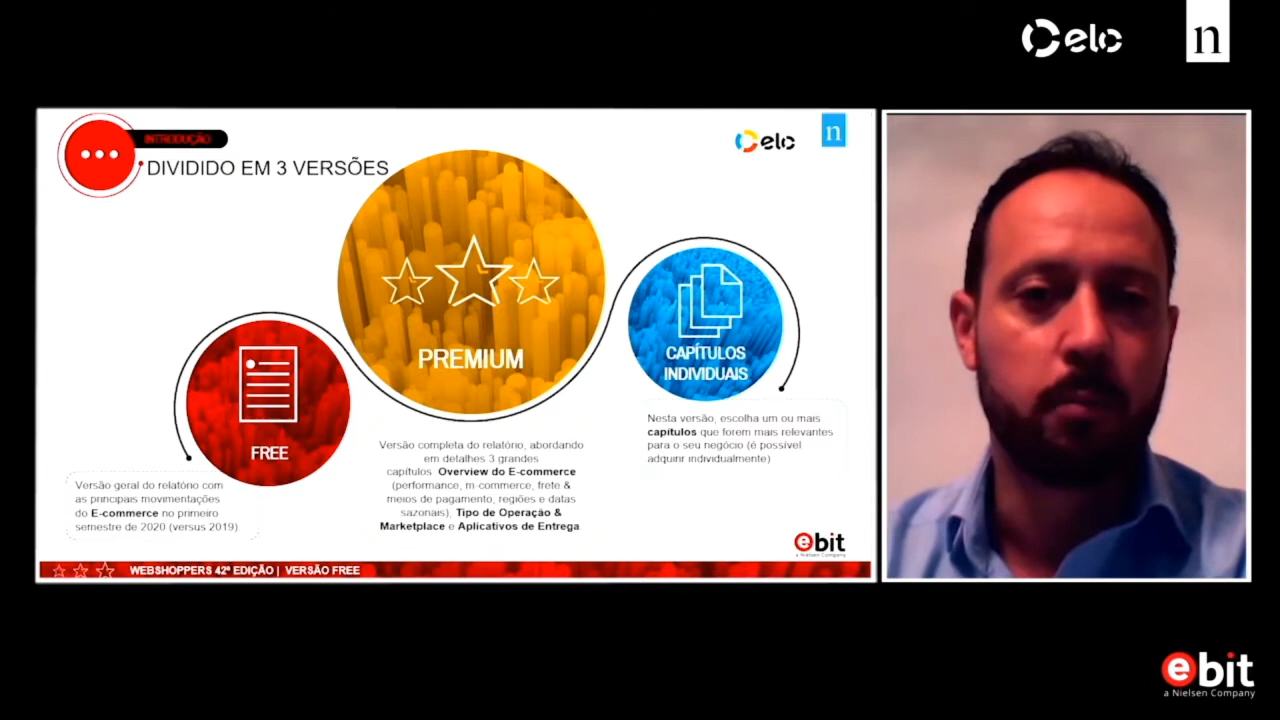 elo
n
INTRODUÇÃO
DIVIDIDO EM 3 VERSÕES
elo
n
PREMIUM
CAPÍTULOS
INDIVIDUAIS
FREE
Nesta versão, escolha um ou mais
capítulos que forem mais relevantes
para o seu negócio (é possível
adquirir individualmente)
Versão completa do relatório, abordando
em detalhes 3 grandes
capítulos Overview do E-commerce
(performance, m-commerce, frete &
meios de pagamento, regiões e datas
sazonais), Tipo de Operação &
Marketplace e Aplicativos de Entrega
Versão geral do relatório com
as principais movimentações
do E-commerce no primeiro
semestre de 2020 (versus 2019)
ebit
a Nielsen Company
WEBSHOPPERS 42ª EDIÇÃO | VERSÃO FREE
ebit
a Nielsen Company